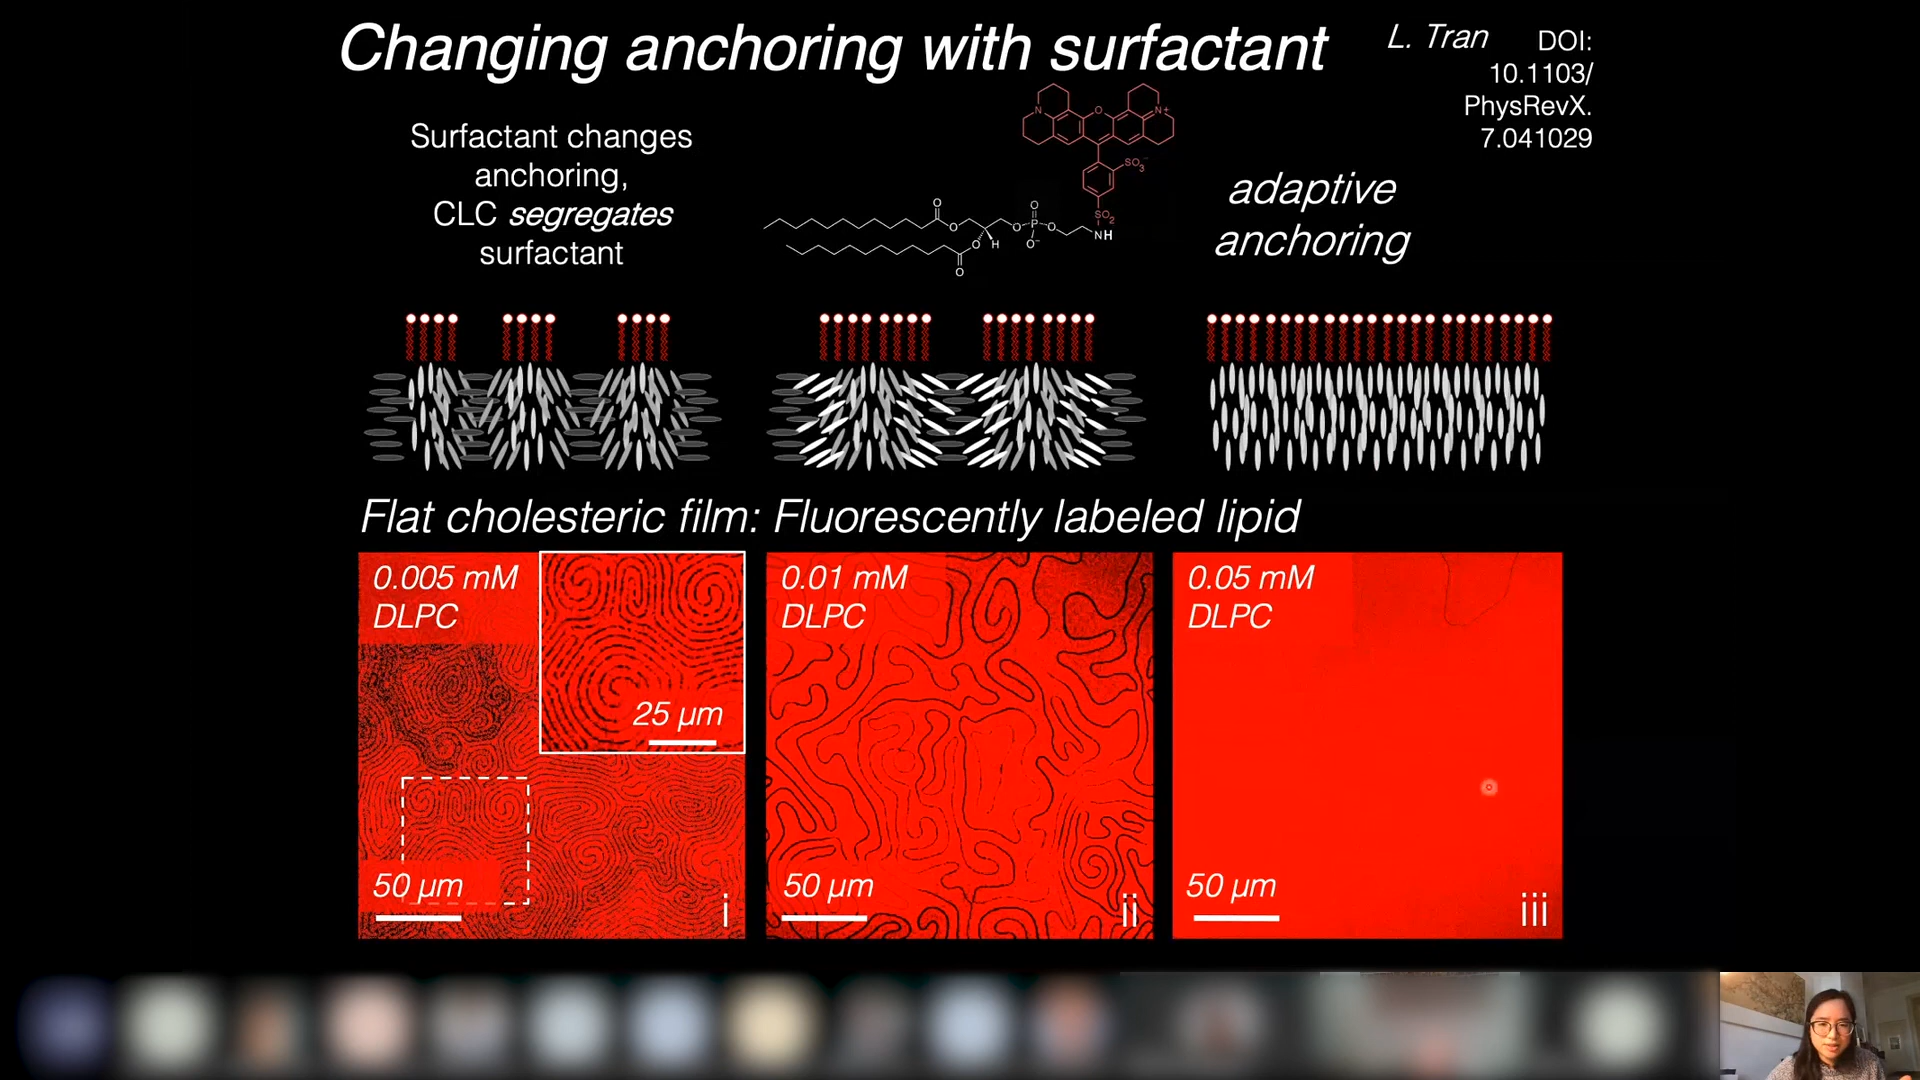 Changing anchoring with surfactant
L. Tran
DOI:
10.1103/
PhysRevX.
7.041029
Surfactant changes
anchoring,
CLC segregates
surfactant
N
O
N+
SO3-
SO2
NH
O
O
O
P
O
O-
H
O
O
adaptive
anchoring
Flat cholesteric film: Fluorescently labeled lipid
0.005 mM
DLPC
25 µm
50 µm
i
0.01 mM
DLPC
50 µm
ii
0.05 mM
DLPC
50 µm
iii